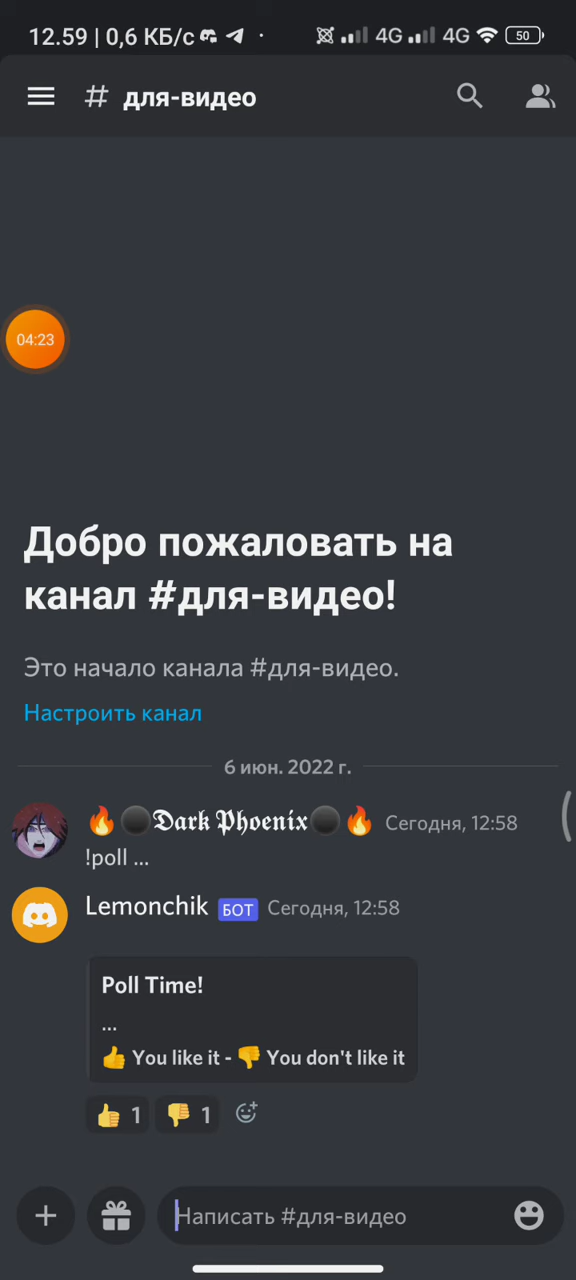 12.59 | 0,6 КБ/с
4G 4G 50
# для-видео
04:23
Добро пожаловать на
канал #для-видео!
Это начало канала #для-видео.
Настроить канал
6 июн. 2022 г.
🔥⚫𝕯𝖆𝖗𝖐 𝕻𝖍𝖔𝖊𝖓𝖎𝖝⚫🔥 Сегодня, 12:58
!poll ...
Lemonchik БОТ Сегодня, 12:58
Poll Time!
...
👍 You like it - 👎 You don't like it
👍 1 👎 1
Написать #для-видео